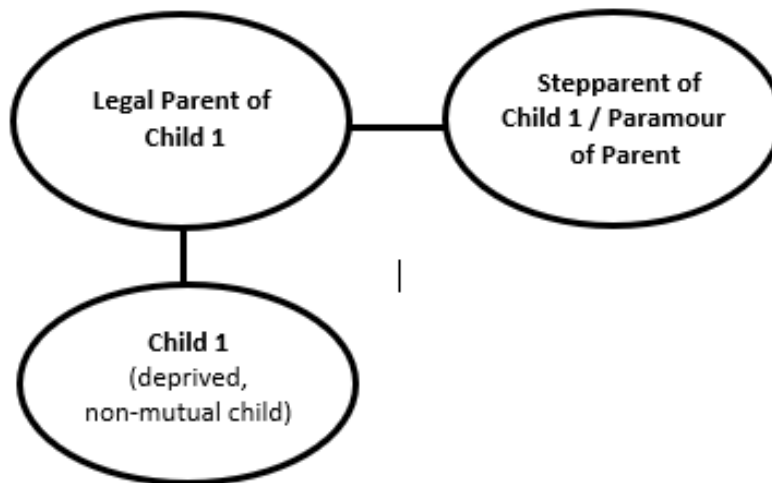 Legal Parent of
Child 1
Stepparent of
Child 1 / Paramour
of Parent
Child 1
(deprived,
non-mutual child)